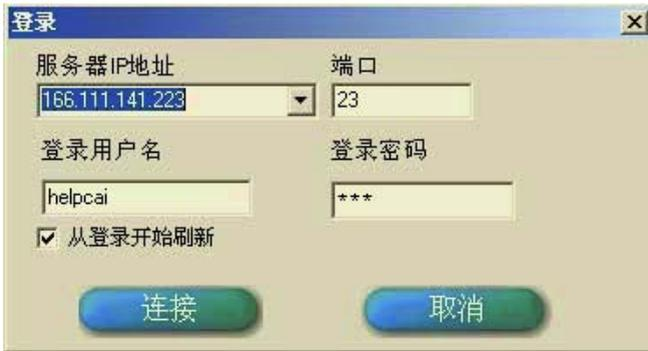 登录
服务器IP地址 端口
166.111.141.223 23
登录用户名 登录密码
helpcai ***
从登录开始刷新
连接 取消